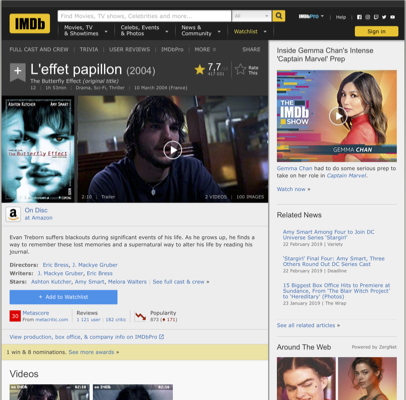 IMDb
Find Movies, TV shows, Celebrities and more...
All
IMDbPro
Help
Movies, TV & Showtimes
Celebs, Events & Photos
News & Community
Watchlist
Sign in
FULL CAST AND CREW | TRIVIA | USER REVIEWS | IMDbPro | MORE
SHARE
L'effet papillon (2004)
The Butterfly Effect (original title)
12 | 1h 53min | Drama, Sci-Fi, Thriller | 10 March 2004 (France)
7,7
Rate This
ASHTON KUTCHER
AMY SMART
The Butterfly Effect
2:10 | Trailer
2 VIDEOS | 100 IMAGES
On Disc
at Amazon
Evan Treborn suffers blackouts during significant events of his life. As he grows up, he finds a
way to remember these lost memories and a supernatural way to alter his life by reading his
journal.
Directors: Eric Bress, J. Mackye Gruber
Writers: J. Mackye Gruber, Eric Bress
Stars: Ashton Kutcher, Amy Smart, Melora Walters | See full cast & crew »
+ Add to Watchlist
30
Metascore
From metacritic.com
Reviews
1 121 user | 182 critic
Popularity
873 (171)
View production, box office, & company info on IMDbPro
1 win & 8 nominations. See more awards »
Videos
Inside Gemma Chan's Intense
'Captain Marvel' Prep
THE IMDb SHOW
GEMMA CHAN
Gemma Chan had to do some serious prep to
take on her role in Captain Marvel.
Watch now »
Related News
Amy Smart Among Four to Join DC
Universe Series 'Stargirl'
22 February 2019 | Variety
'Stargirl' Final Four: Amy Smart, Three
Others Round Out DC Series Cast
22 February 2019 | Deadline
15 Biggest Box Office Hits to Premiere at
Sundance, From 'The Blair Witch Project'
to 'Hereditary' (Photos)
23 January 2019 | The Wrap
See all related articles »
Around The Web
Powered by ZergNet